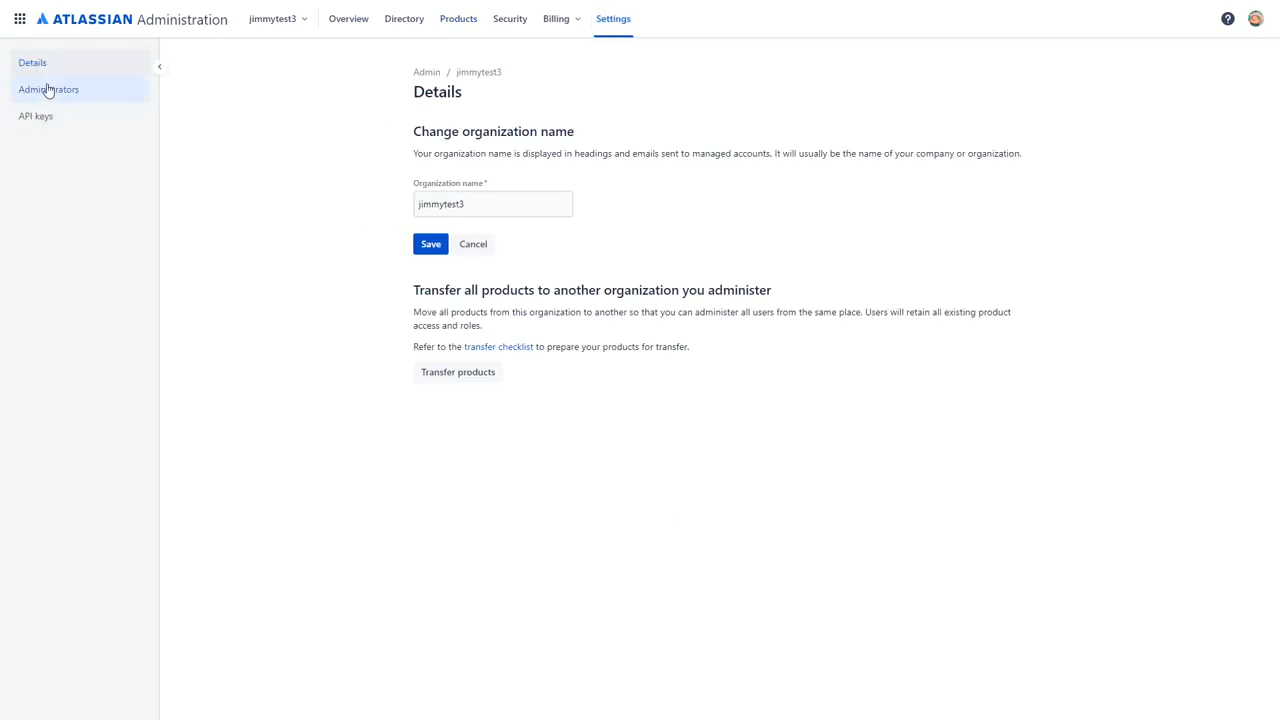 ATLASSIAN Administration jimmytest3 Overview Directory Products Security Billing Settings
Details
Administrators
API keys
Admin / jimmytest3
Details
Change organization name
Your organization name is displayed in headings and emails sent to managed accounts. It will usually be the name of your company or organization.
Organization name*
jimmytest3
Save Cancel
Transfer all products to another organization you administer
Move all products from this organization to another so that you can administer all users from the same place. Users will retain all existing product
access and roles.
Refer to the transfer checklist to prepare your products for transfer.
Transfer products